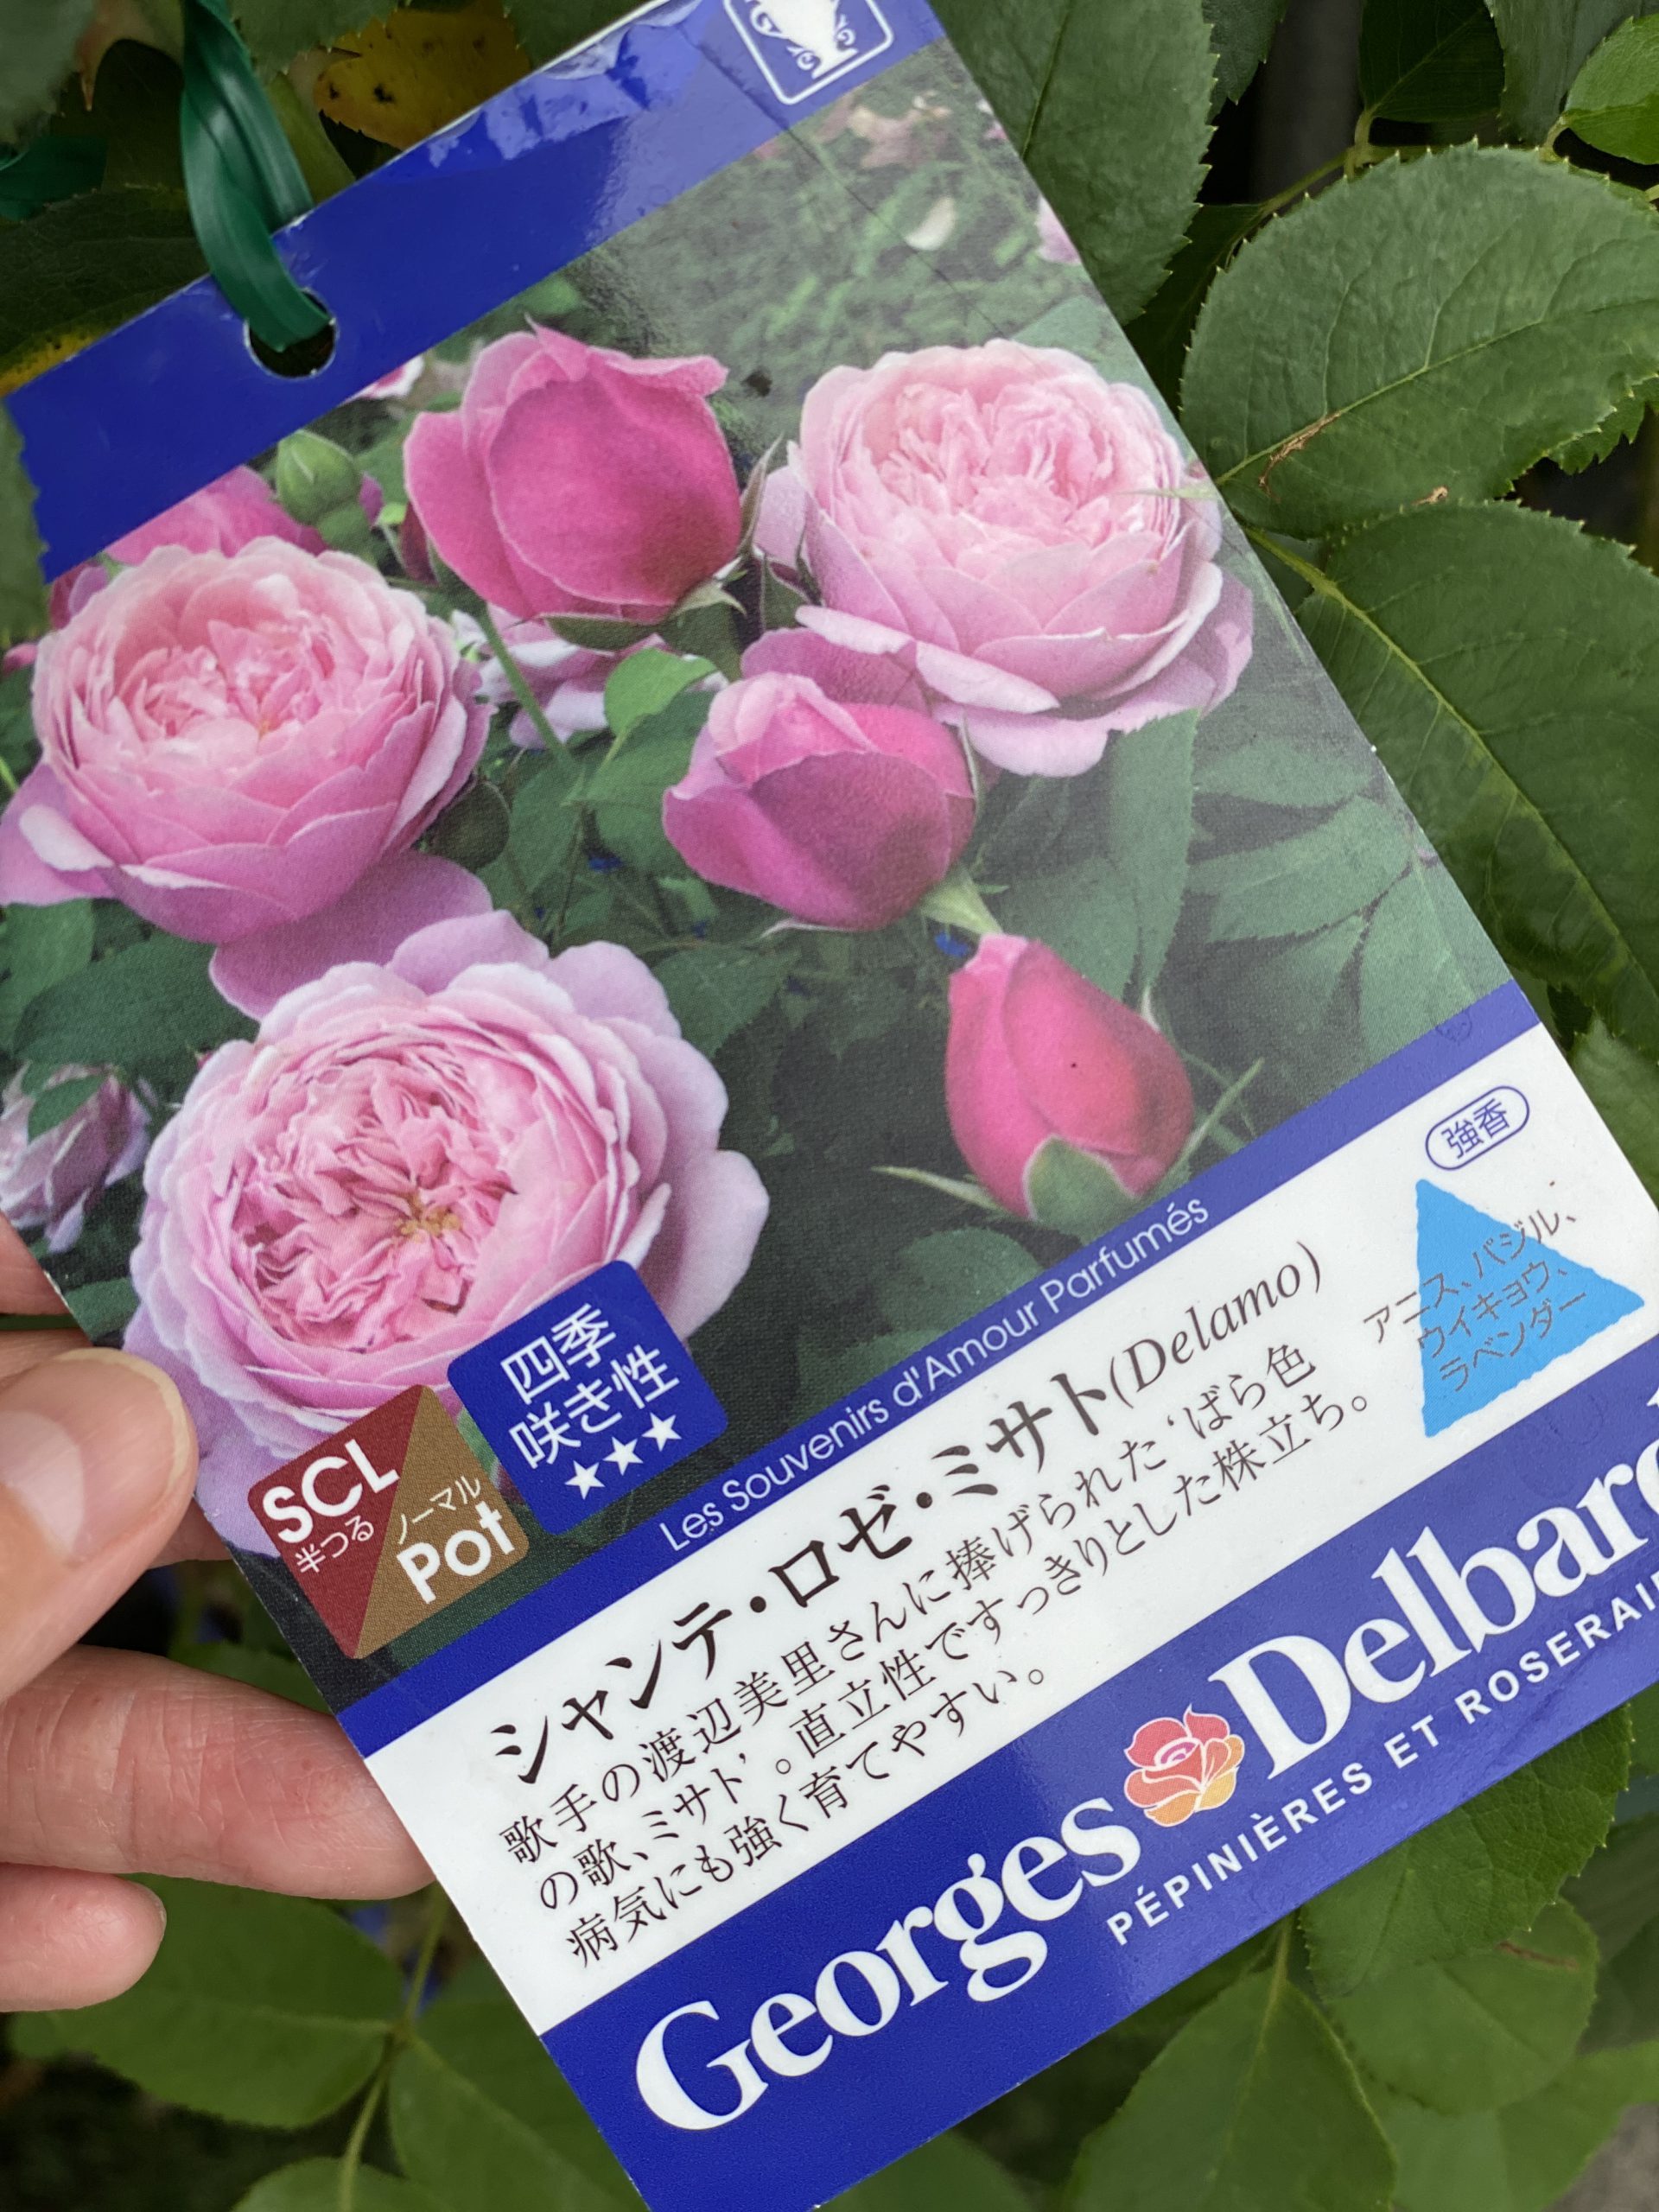 四季
咲き性
★★★
SCL
半つる
ノーマル
Pot
Les Souvenirs d'Amour Parfumés
強香
アニス、バジル、
ウイキョウ、
ラベンダー
シャンテ・ロゼ・ミサト(Delamo)
歌手の渡辺美里さんに捧げられた‘ばら色
の歌、ミサト’。直立性ですっきりとした株立ち。
病気にも強く育てやすい。
Georges Delbard
PÉPINIÈRES ET ROSERAI